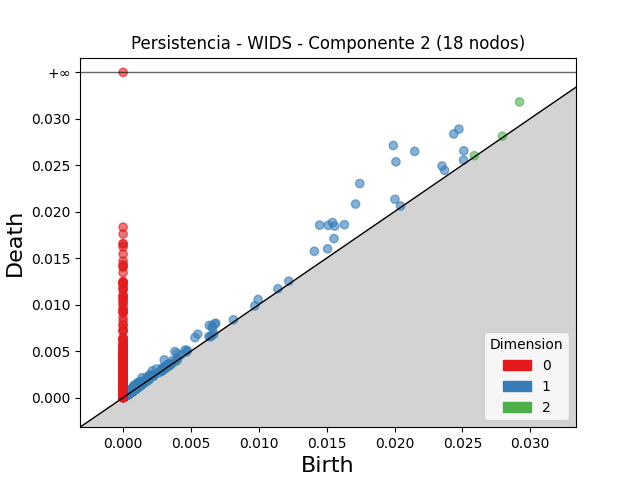 Persistencia - WIDS - Componente 2 (18 nodos)
+∞
0.030
0.025
0.020
0.015
0.010
0.005
0.000
Death
0.000 0.005 0.010 0.015 0.020 0.025 0.030
Birth
Dimension
0
1
2